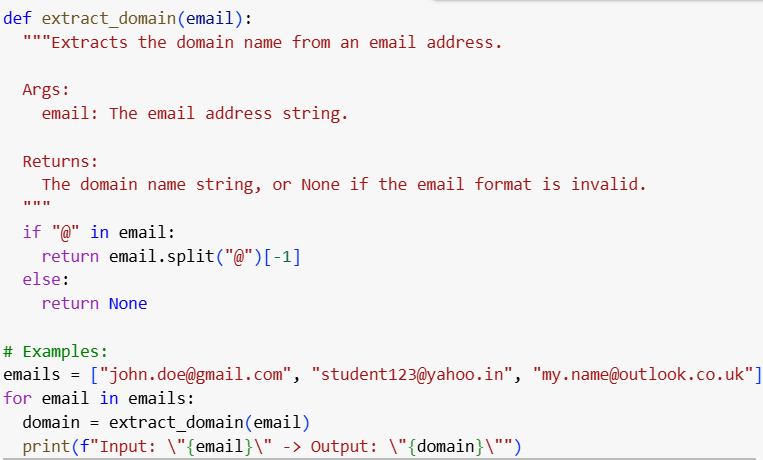 def extract_domain(email):
  """Extracts the domain name from an email address.

  Args:
    email: The email address string.

  Returns:
    The domain name string, or None if the email format is invalid.
  """
  if "@" in email:
    return email.split("@")[-1]
  else:
    return None

# Examples:
emails = ["john.doe@gmail.com", "student123@yahoo.in", "my.name@outlook.co.uk"]
for email in emails:
  domain = extract_domain(email)
  print(f"Input: \"{email}\" -> Output: \"{domain}\"")